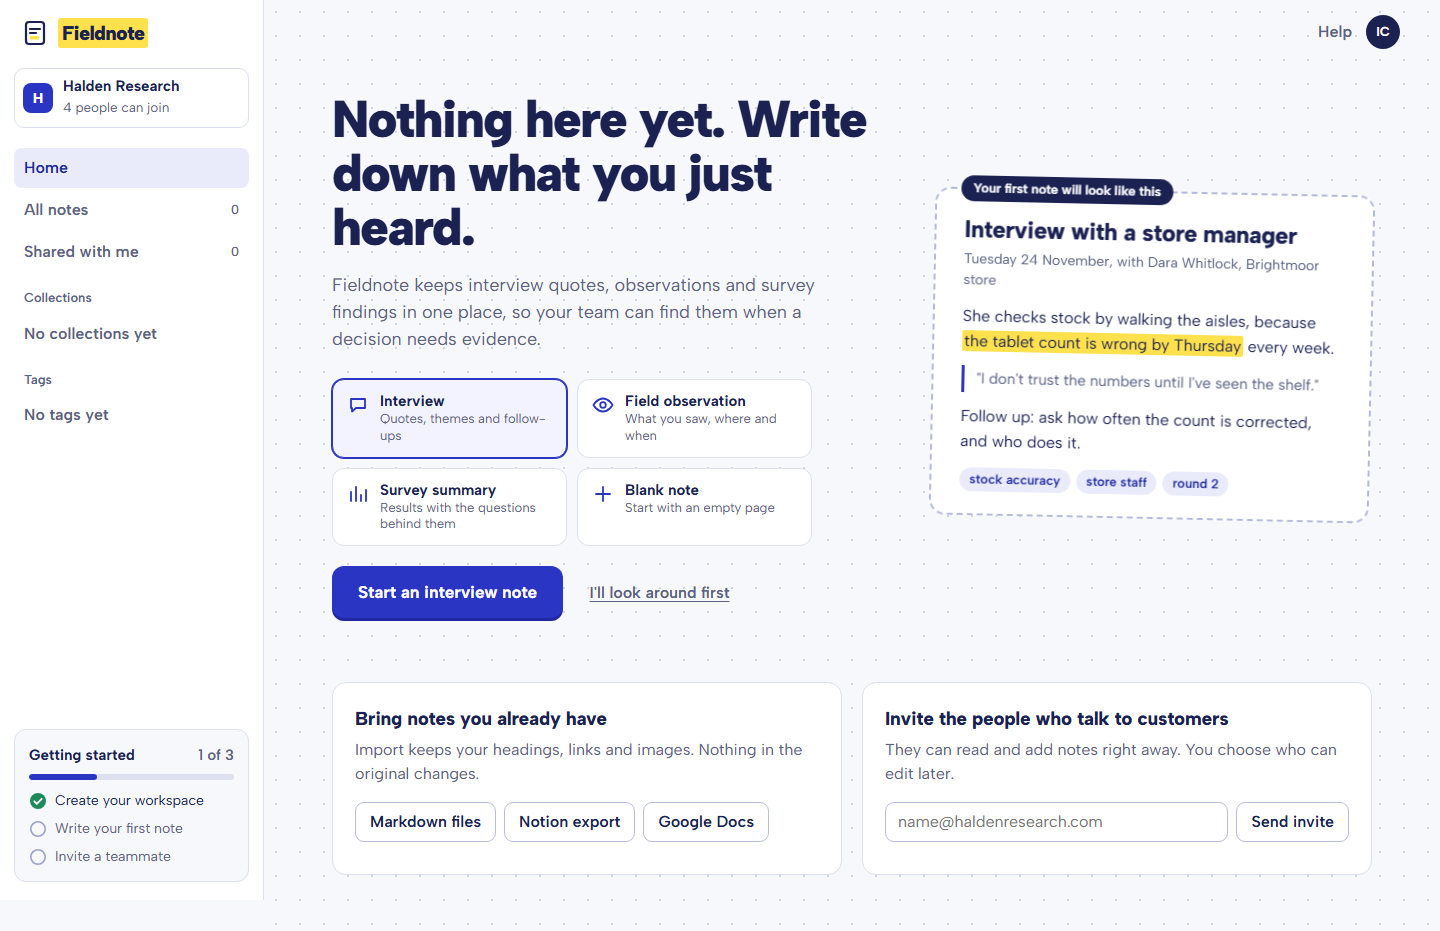 Fieldnote
H
Halden Research
4 people can join
Home
All notes 0
Shared with me 0
Collections
No collections yet
Tags
No tags yet
Getting started 1 of 3
Create your workspace
Write your first note
Invite a teammate
Help IC
Nothing here yet. Write
down what you just
heard.
Fieldnote keeps interview quotes, observations and survey
findings in one place, so your team can find them when a
decision needs evidence.
Interview
Quotes, themes and follow-
ups
Field observation
What you saw, where and
when
Survey summary
Results with the questions
behind them
Blank note
Start with an empty page
Start an interview note
I'll look around first
Your first note will look like this
Interview with a store manager
Tuesday 24 November, with Dara Whitlock, Brightmoor
store
She checks stock by walking the aisles, because
the tablet count is wrong by Thursday every week.
"I don't trust the numbers until I've seen the shelf."
Follow up: ask how often the count is corrected,
and who does it.
stock accuracy store staff round 2
Bring notes you already have
Import keeps your headings, links and images. Nothing in the
original changes.
Markdown files Notion export Google Docs
Invite the people who talk to customers
They can read and add notes right away. You choose who can
edit later.
name@haldenresearch.com Send invite